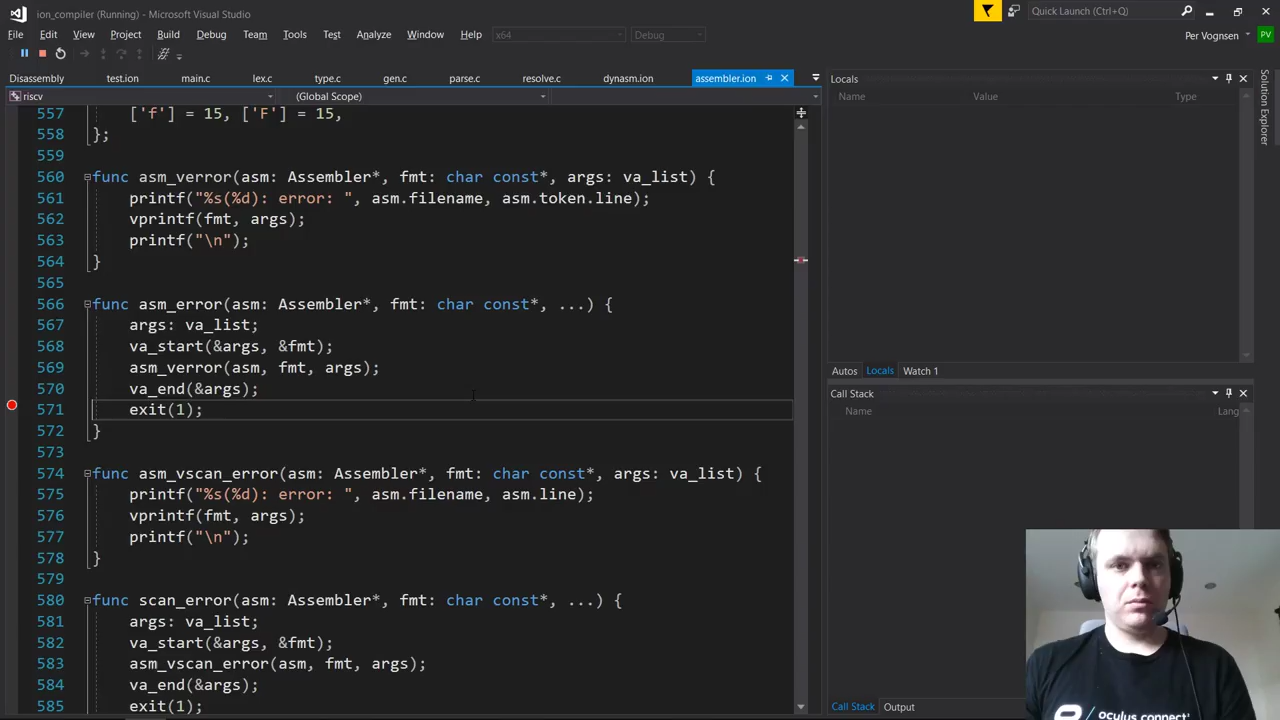 ion_compiler (Running) - Microsoft Visual Studio
Quick Launch (Ctrl+Q)
File Edit View Project Build Debug Team Tools Test Analyze Window Help x64 Debug
Per Vognsen PV
Disassembly test.ion main.c lex.c type.c gen.c parse.c resolve.c dynasm.ion assembler.ion
riscv (Global Scope)
557 ['f'] = 15, ['F'] = 15,
558 };
559
560 func asm_verror(asm: Assembler*, fmt: char const*, args: va_list) {
561 printf("%s(%d): error: ", asm.filename, asm.token.line);
562 vprintf(fmt, args);
563 printf("\n");
564 }
565
566 func asm_error(asm: Assembler*, fmt: char const*, ...) {
567 args: va_list;
568 va_start(&args, &fmt);
569 asm_verror(asm, fmt, args);
570 va_end(&args);
571 exit(1);
572 }
573
574 func asm_vscan_error(asm: Assembler*, fmt: char const*, args: va_list) {
575 printf("%s(%d): error: ", asm.filename, asm.line);
576 vprintf(fmt, args);
577 printf("\n");
578 }
579
580 func scan_error(asm: Assembler*, fmt: char const*, ...) {
581 args: va_list;
582 va_start(&args, &fmt);
583 asm_vscan_error(asm, fmt, args);
584 va_end(&args);
585 exit(1);
Locals
Name Value Type
Autos Locals Watch 1
Call Stack
Name Lang
Call Stack Output
Solution Explorer
oculus connect